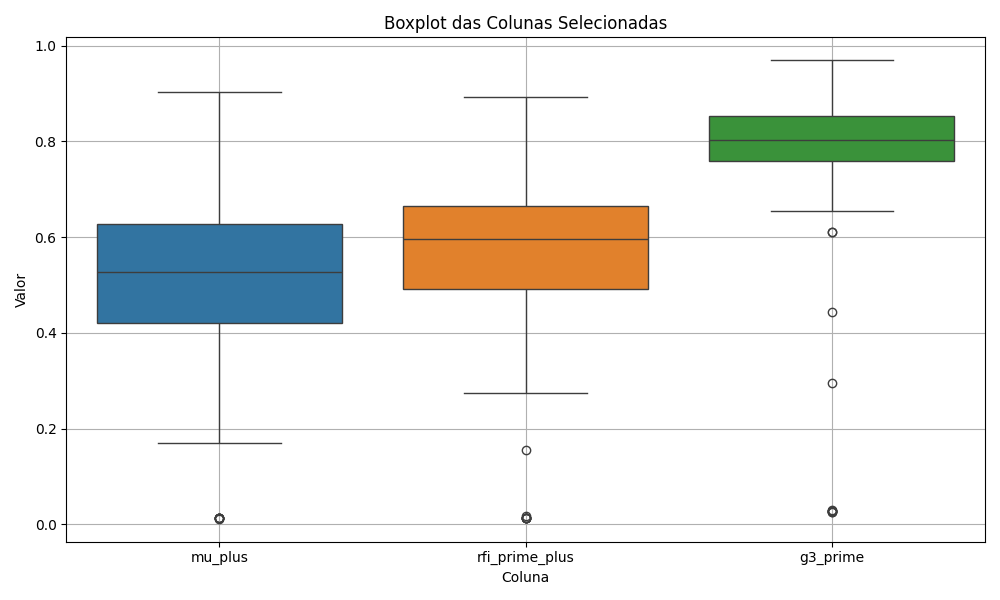 Boxplot das Colunas Selecionadas
Valor
1.0
0.8
0.6
0.4
0.2
0.0
mu_plus
rfi_prime_plus
g3_prime
Coluna